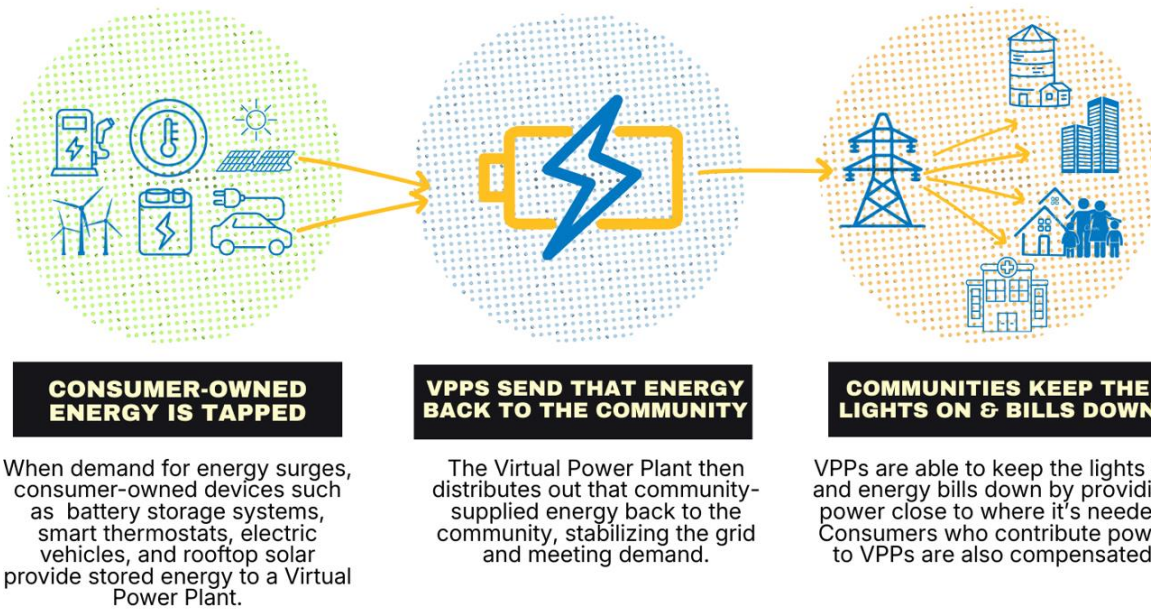 CONSUMER-OWNED
ENERGY IS TAPPED
When demand for energy surges,
consumer-owned devices such
as battery storage systems,
smart thermostats, electric
vehicles, and rooftop solar
provide stored energy to a Virtual
Power Plant.
VPPS SEND THAT ENERGY
BACK TO THE COMMUNITY
The Virtual Power Plant then
distributes out that community-
supplied energy back to the
community, stabilizing the grid
and meeting demand.
COMMUNITIES KEEP THE
LIGHTS ON & BILLS DOWN
VPPs are able to keep the lights
and energy bills down by providi
power close to where it's neede
Consumers who contribute pow
to VPPs are also compensated